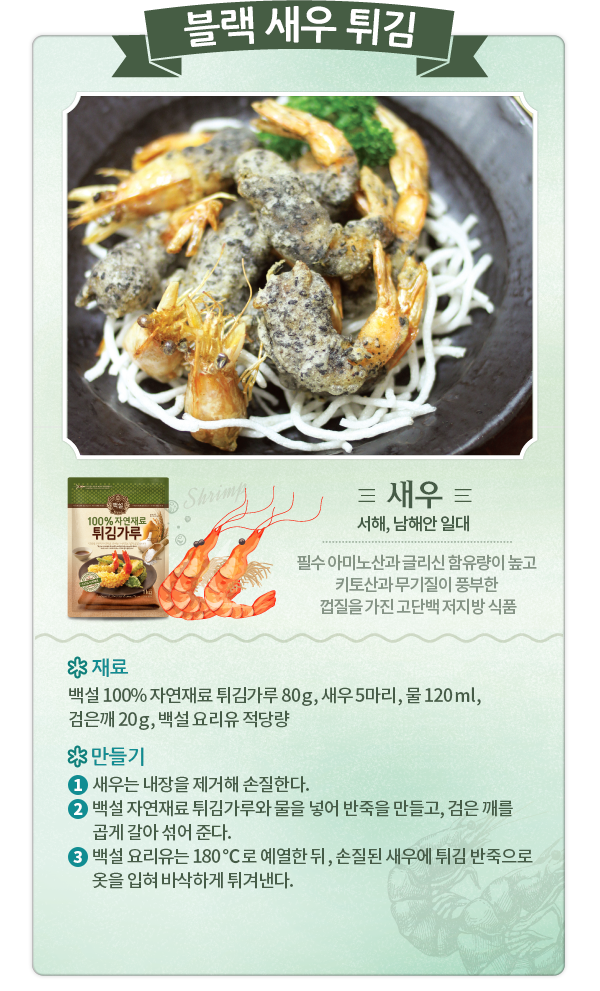 블랙 새우 튀김
Shrimp
백설
100% 자연재료
튀김가루
새우
서해, 남해안 일대
필수 아미노산과 글리신 함유량이 높고
키토산과 무기질이 풍부한
껍질을 가진 고단백 저지방 식품
재료
백설 100% 자연재료 튀김가루 80g, 새우 5마리, 물 120ml,
검은깨 20g, 백설 요리유 적당량
만들기
1 새우는 내장을 제거해 손질한다.
2 백설 자연재료 튀김가루와 물을 넣어 반죽을 만들고, 검은 깨를
곱게 갈아 섞어 준다.
3 백설 요리유는 180℃로 예열한 뒤, 손질된 새우에 튀김 반죽으로
옷을 입혀 바삭하게 튀겨낸다.